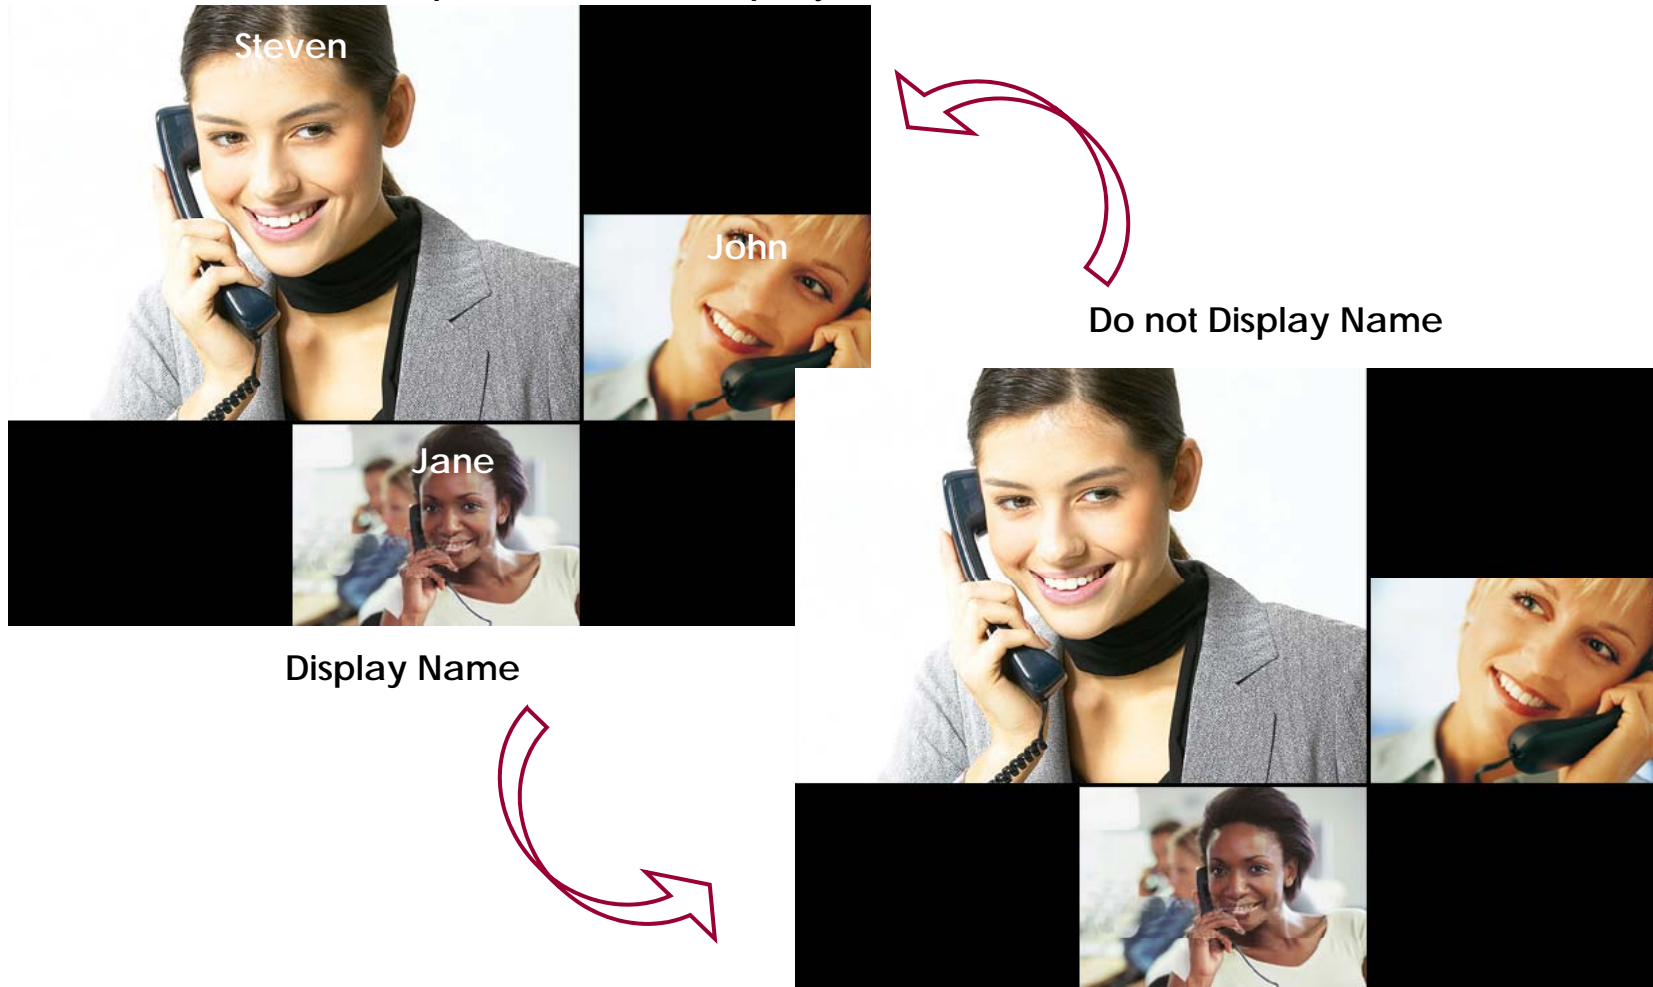 Steven
John
Do not Display Name
Jane
Display Name